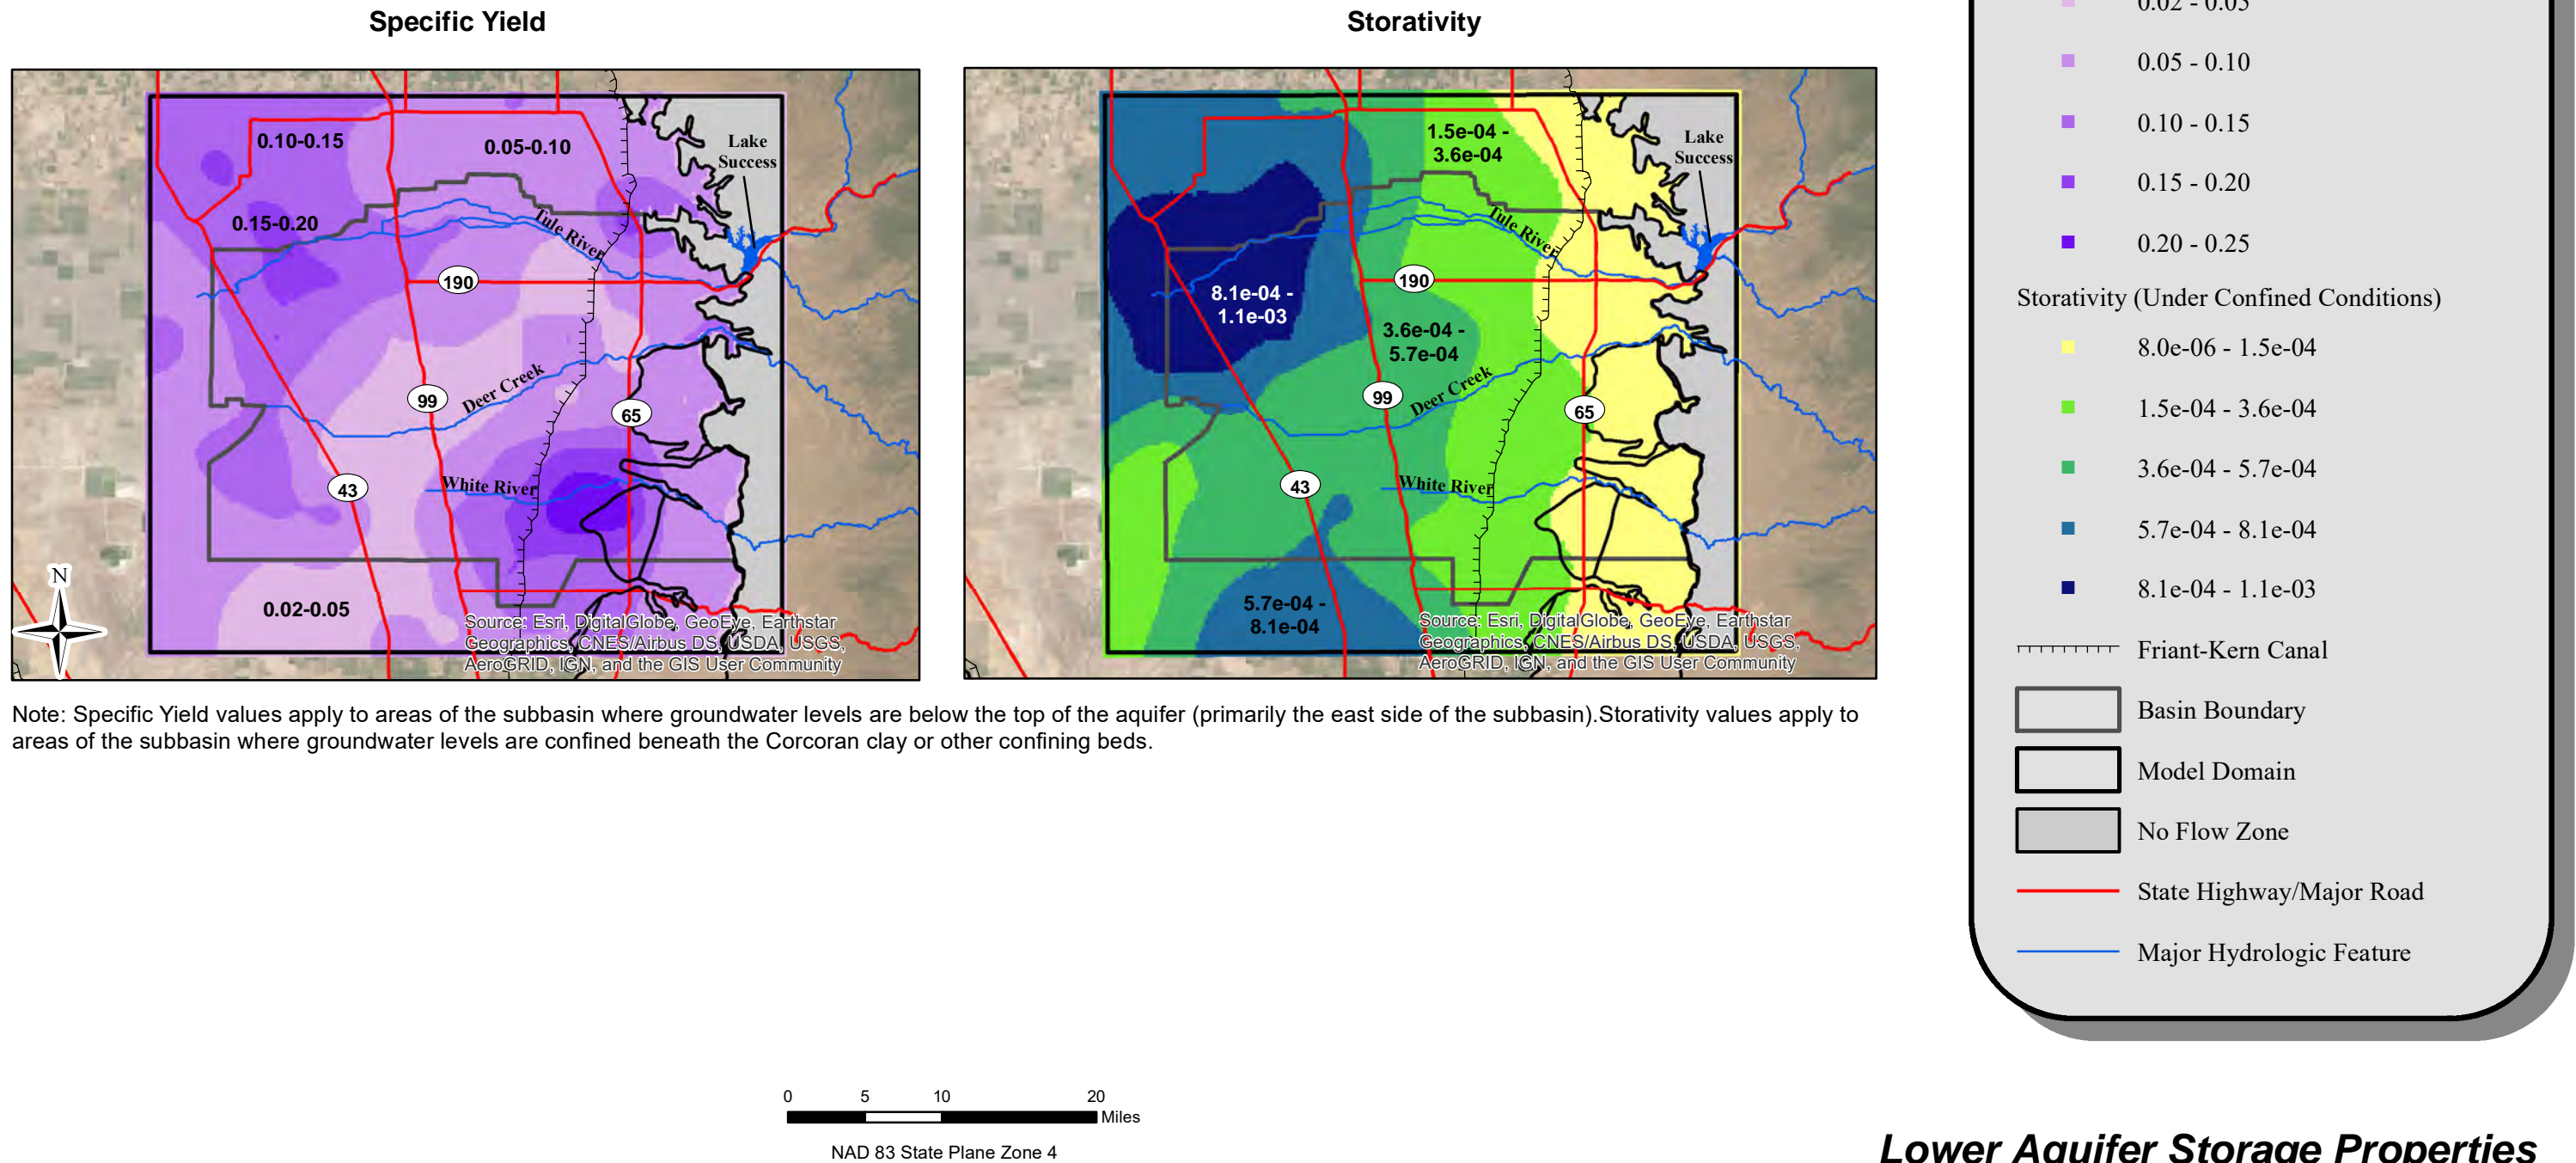 Specific Yield
Storativity
0.10-0.15
0.05-0.10
Lake
Success
0.15-0.20
Tule River
190
99
Deer Creek
65
43
White River
0.02-0.05
N
Source: Esri, DigitalGlobe, GeoEye, Earthstar
Geographics, CNES/Airbus DS, USDA, USGS,
AeroGRID, IGN, and the GIS User Community
1.5e-04 -
3.6e-04
Lake
Success
Tule River
190
8.1e-04 -
1.1e-03
3.6e-04 -
5.7e-04
99
Deer Creek
65
43
White River
5.7e-04 -
8.1e-04
Source: Esri, DigitalGlobe, GeoEye, Earthstar
Geographics, CNES/Airbus DS, USDA, USGS,
AeroGRID, IGN, and the GIS User Community
Note: Specific Yield values apply to areas of the subbasin where groundwater levels are below the top of the aquifer (primarily the east side of the subbasin).Storativity values apply to
areas of the subbasin where groundwater levels are confined beneath the Corcoran clay or other confining beds.
0.02 - 0.05
0.05 - 0.10
0.10 - 0.15
0.15 - 0.20
0.20 - 0.25
Storativity (Under Confined Conditions)
8.0e-06 - 1.5e-04
1.5e-04 - 3.6e-04
3.6e-04 - 5.7e-04
5.7e-04 - 8.1e-04
8.1e-04 - 1.1e-03
Friant-Kern Canal
Basin Boundary
Model Domain
No Flow Zone
State Highway/Major Road
Major Hydrologic Feature
0 5 10 20
Miles
NAD 83 State Plane Zone 4
Lower Aquifer Storage Properties